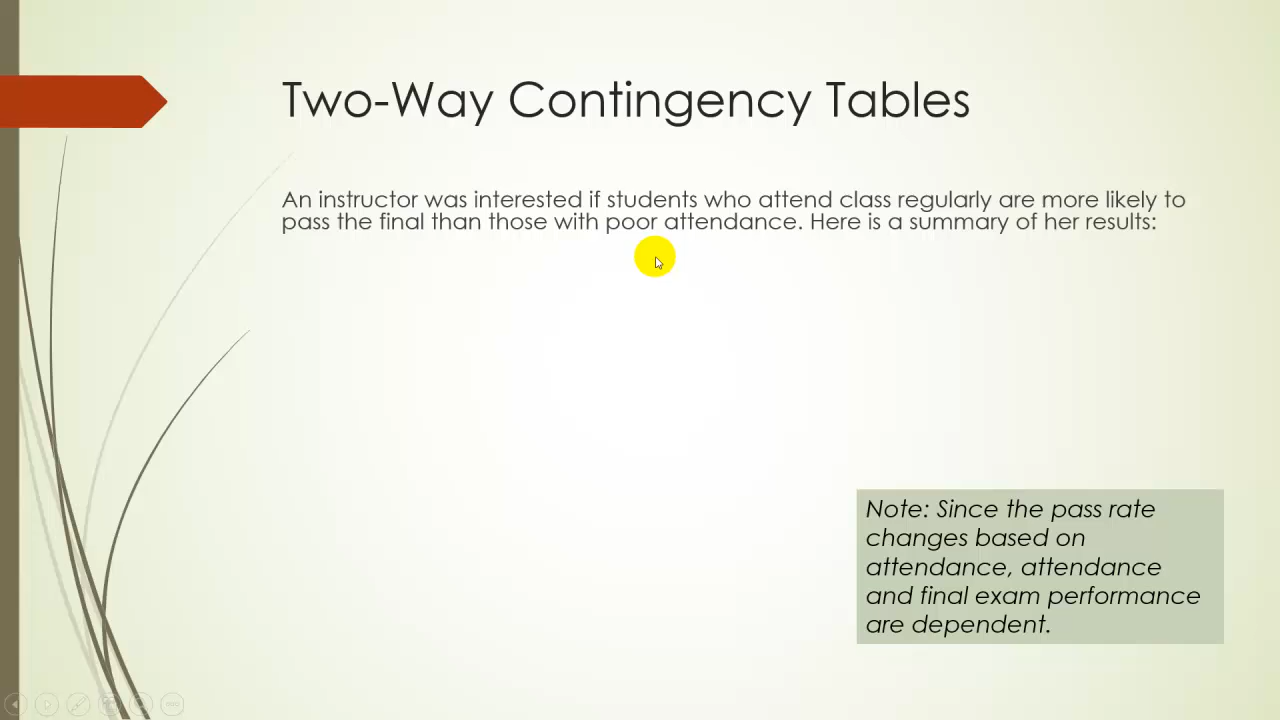 Two-Way Contingency Tables
An instructor was interested if students who attend class regularly are more likely to
pass the final than those with poor attendance. Here is a summary of her results:
Note: Since the pass rate
changes based on
attendance, attendance
and final exam performance
are dependent.